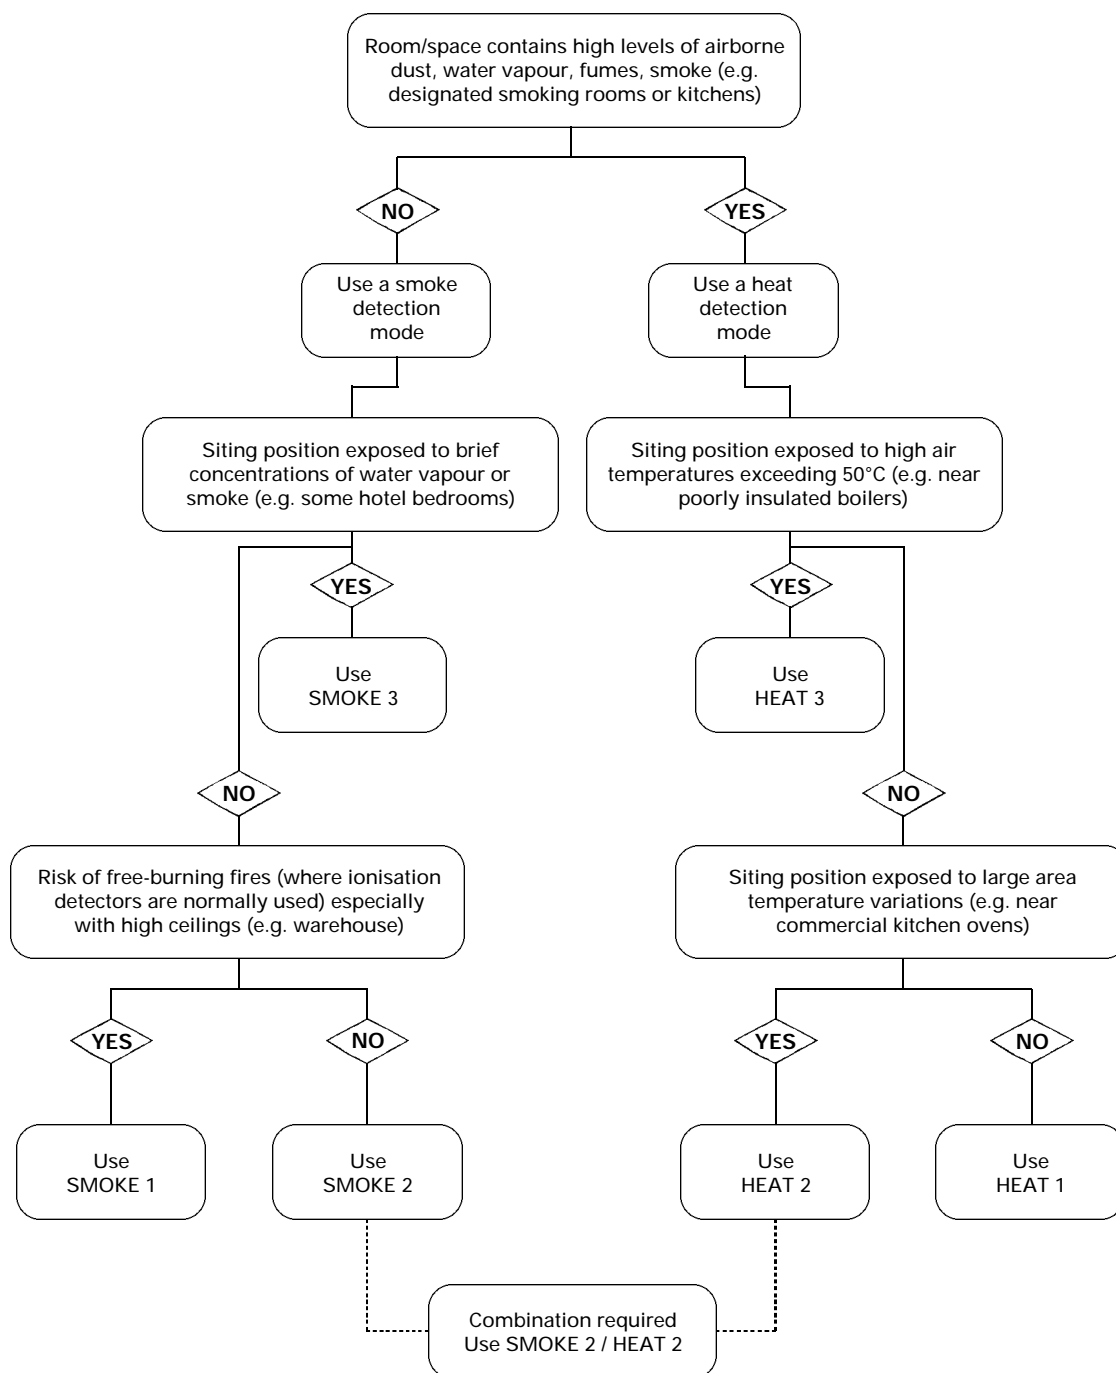 Room/space contains high levels of airborne
dust, water vapour, fumes, smoke (e.g.
designated smoking rooms or kitchens)
NO
YES
Use a smoke
detection
mode
Use a heat
detection
mode
Siting position exposed to brief
concentrations of water vapour or
smoke (e.g. some hotel bedrooms)
Siting position exposed to high air
temperatures exceeding 50°C (e.g. near
poorly insulated boilers)
YES
YES
Use
SMOKE 3
Use
HEAT 3
NO
NO
Risk of free-burning fires (where ionisation
detectors are normally used) especially
with high ceilings (e.g. warehouse)
Siting position exposed to large area
temperature variations (e.g. near
commercial kitchen ovens)
YES
NO
YES
NO
Use
SMOKE 1
Use
SMOKE 2
Use
HEAT 2
Use
HEAT 1
Combination required
Use SMOKE 2 / HEAT 2